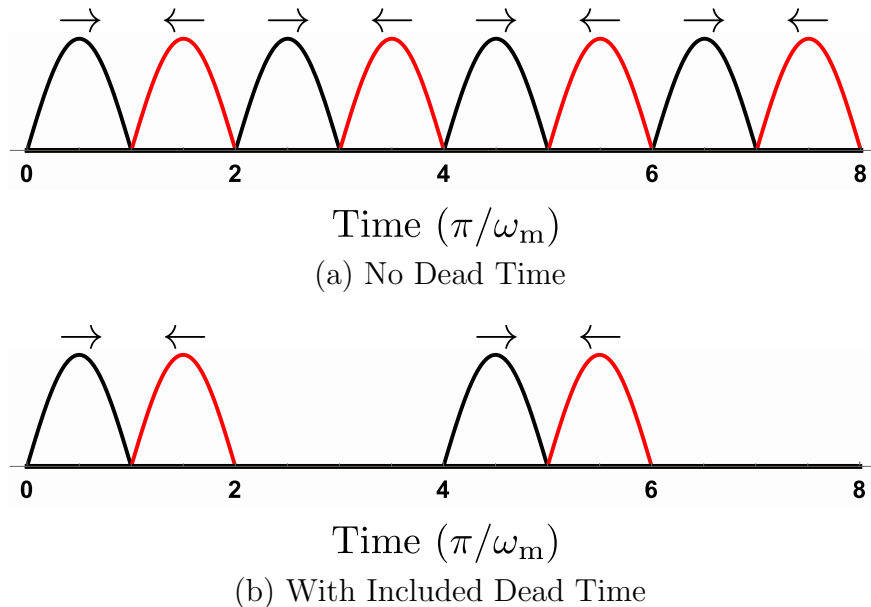 → ← → ← → ← → ←
0 2 4 6 8
Time (π/ωₘ)
(a) No Dead Time
→ ← → ←
0 2 4 6 8
Time (π/ωₘ)
(b) With Included Dead Time